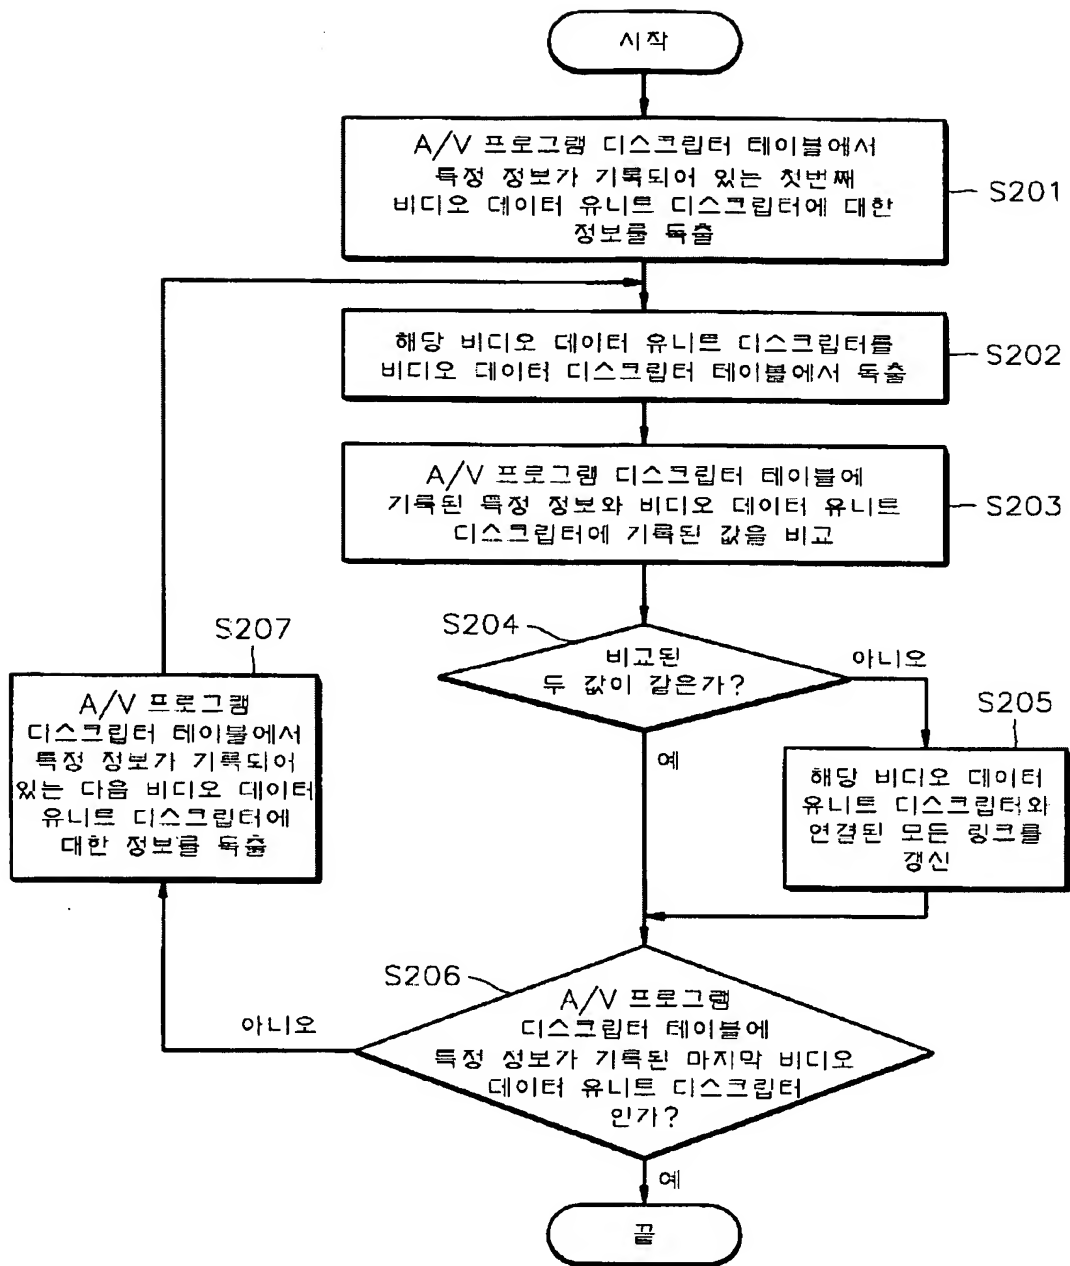 시작
A/V 프로그램 디스크립터 테이블에서
특정 정보가 기록되어 있는 첫번째
비디오 데이터 유니트 디스크립터에 대한
정보를 독출
S201
해당 비디오 데이터 유니트 디스크립터를
비디오 데이터 디스크립터 테이블에서 독출
S202
A/V 프로그램 디스크립터 테이블에
기록된 특정 정보와 비디오 데이터 유니트
디스크립터에 기록된 값을 비교
S203
S204
비교된
두 값이 같은가?
아니오
예
S205
해당 비디오 데이터
유니트 디스크립터와
연결된 모든 링크를
갱신
S207
A/V 프로그램
디스크립터 테이블에서
특정 정보가 기록되어
있는 다음 비디오 데이터
유니트 디스크립터에
대한 정보를 독출
S206
A/V 프로그램
디스크립터 테이블에
특정 정보가 기록된 마지막 비디오
데이터 유니트 디스크립터
인가?
아니오
예
끝